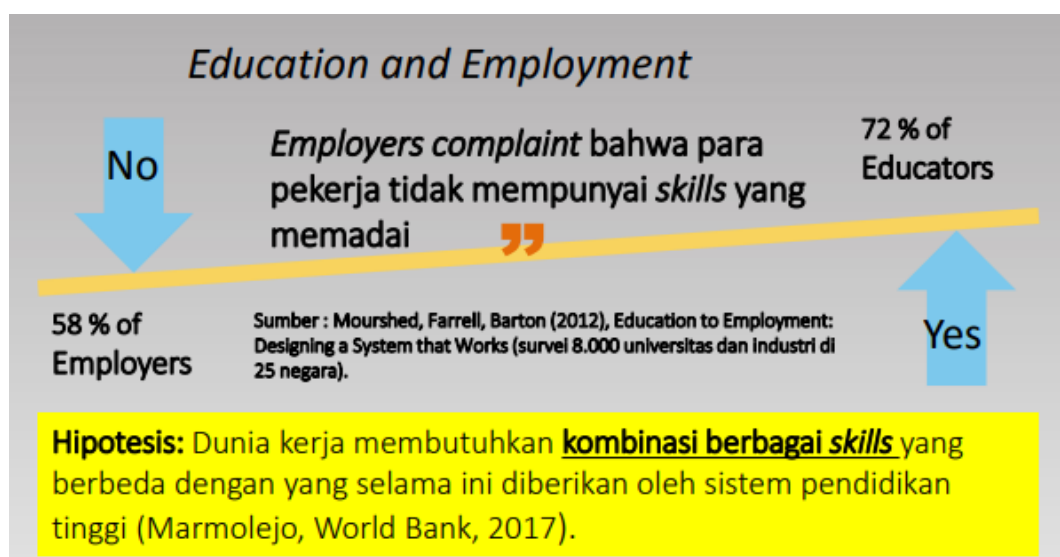 Education and Employment
No
Employers complaint bahwa para
pekerja tidak mempunyai skills yang
memadai
”
72 % of
Educators
58 % of
Employers
Sumber : Mourshed, Farrell, Barton (2012), Education to Employment:
Designing a System that Works (survei 8.000 universitas dan industri di
25 negara).
Yes
Hipotesis: Dunia kerja membutuhkan kombinasi berbagai skills yang
berbeda dengan yang selama ini diberikan oleh sistem pendidikan
tinggi (Marmolejo, World Bank, 2017).